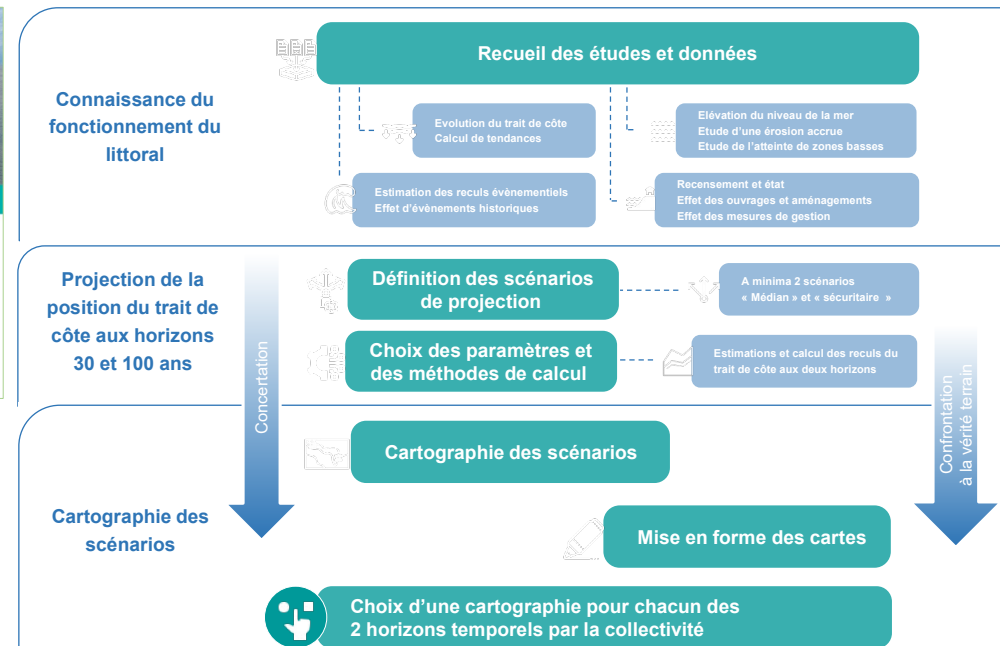 Connaissance du
fonctionnement du
littoral
Recueil des études et données
Evolution du trait de côte
Calcul de tendances
Elévation du niveau de la mer
Etude d'une érosion accrue
Etude de l'atteinte de zones basses
Estimation des reculs évènementiels
Effet d'évènements historiques
Recensement et état
Effet des ouvrages et aménagements
Effet des mesures de gestion
Projection de la
position du trait de
côte aux horizons
30 et 100 ans
Concertation
Définition des scénarios
de projection
A minima 2 scénarios
« Médian » et « sécuritaire »
Choix des paramètres et
des méthodes de calcul
Estimations et calcul des reculs du
trait de côte aux deux horizons
Confrontation
à la vérité terrain
Cartographie des
scénarios
Cartographie des scénarios
Mise en forme des cartes
Choix d'une cartographie pour chacun des
2 horizons temporels par la collectivité